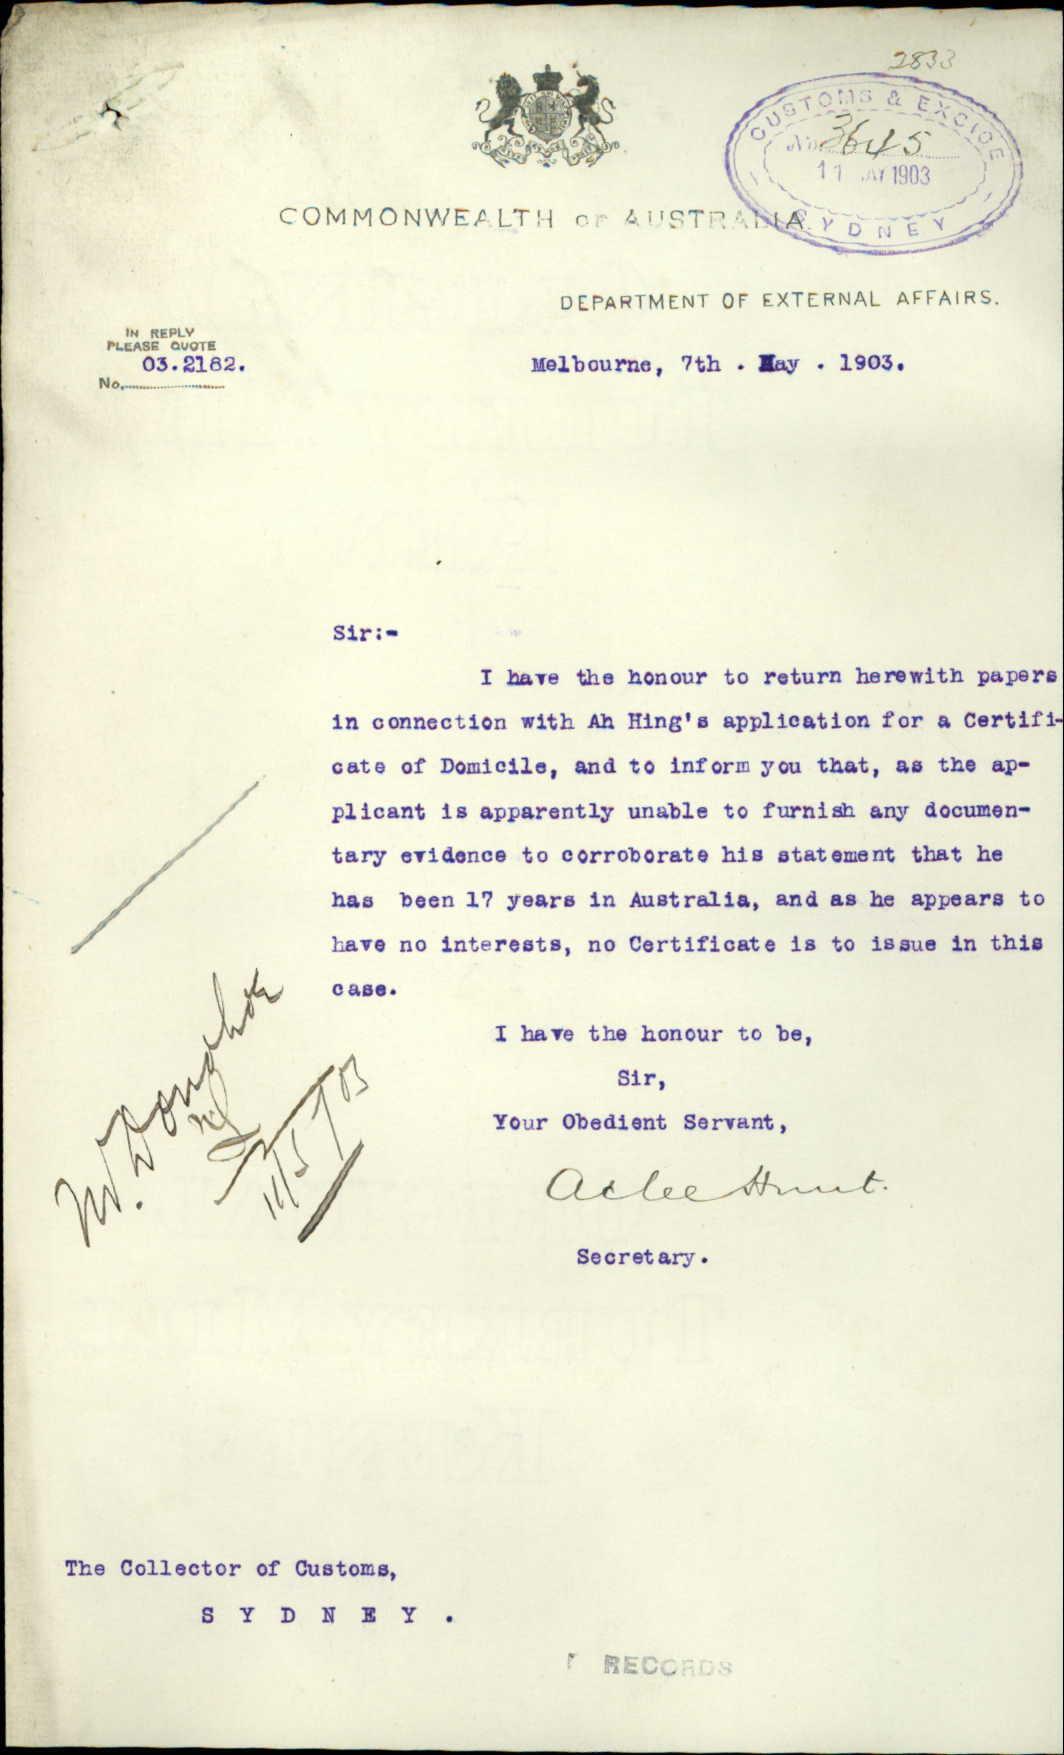 2833
CUSTOMS & EXCISE
No 3645
11 MAY 1903
SYDNEY
COMMONWEALTH OF AUSTRALIA.
DEPARTMENT OF EXTERNAL AFFAIRS.
IN REPLY
PLEASE QUOTE
03.2182.
No.
Melbourne, 7th . May . 1903.
Sir:-
I have the honour to return herewith papers
in connection with Ah Hing's application for a Certifi-
cate of Domicile, and to inform you that, as the ap-
plicant is apparently unable to furnish any documen-
tary evidence to corroborate his statement that he
has been 17 years in Australia, and as he appears to
have no interests, no Certificate is to issue in this
case.
I have the honour to be,
Sir,
Your Obedient Servant,
Atlee Hunt.
Secretary.
W. Donohoe
11/5/03
The Collector of Customs,
S Y D N E Y .
RECORDS